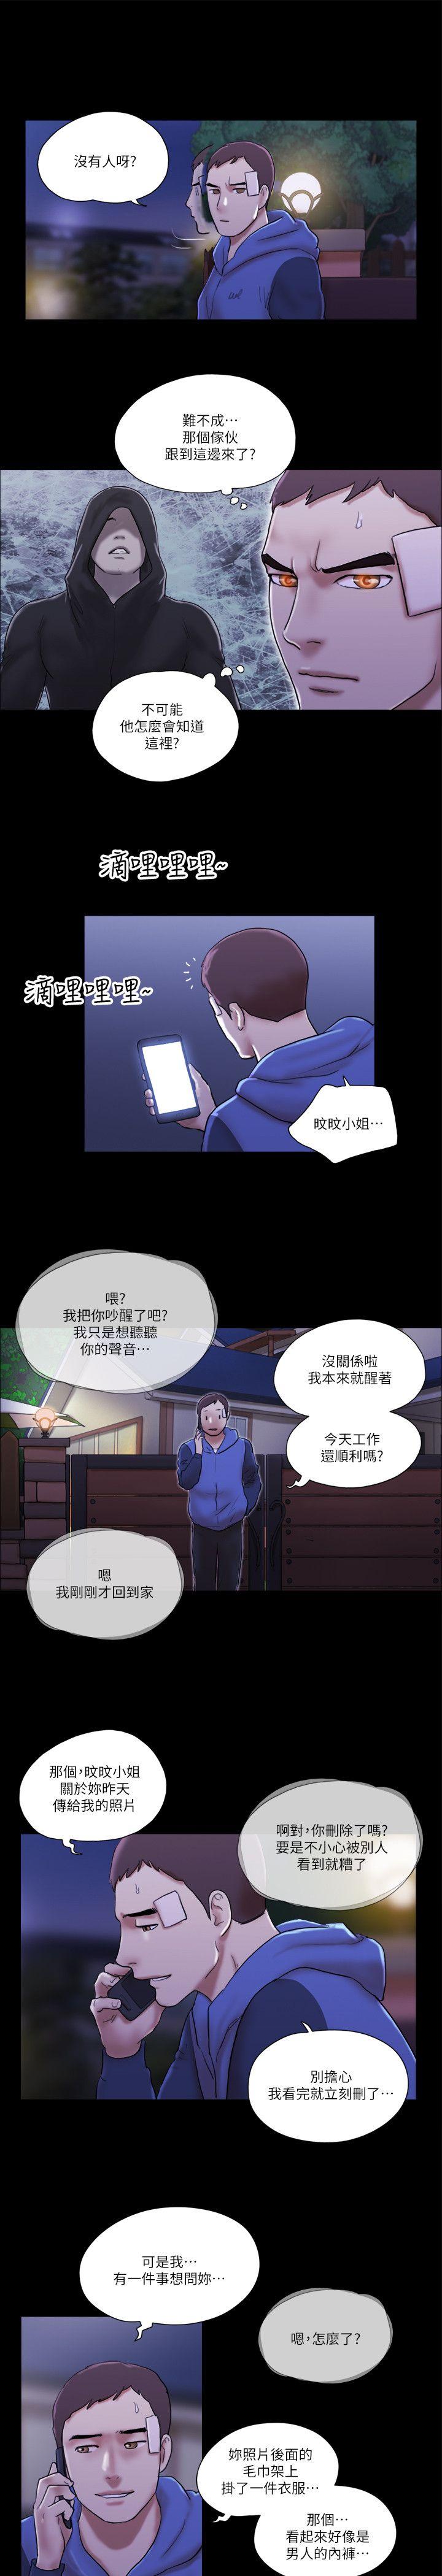 沒有人呀?
難不成…
那個傢伙
跟到這邊來了?
不可能
他怎麼會知道
這裡?
滴哩哩哩~
滴哩哩哩~
旼旼小姐…
喂?
我把你吵醒了吧?
我只是想聽聽
你的聲音…
沒關係啦
我本來就醒著
今天工作
還順利嗎?
嗯
我剛剛才回到家
那個,旼旼小姐
關於妳昨天
傳給我的照片
啊對,你刪除了嗎?
要是不小心被別人
看到就糟了
別擔心
我看完就立刻刪了…
可是我…
有一件事想問妳…
嗯,怎麼了?
妳照片後面的
毛巾架上
掛了一件衣服…
那個…
看起來好像是
男人的內褲…